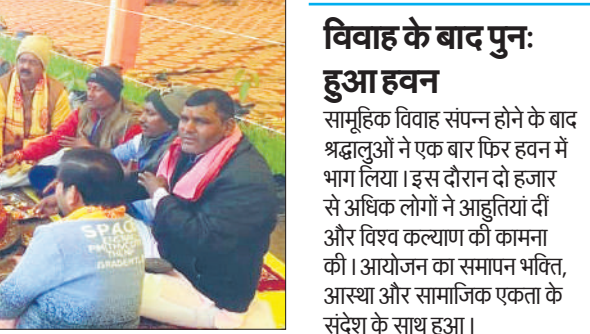 विवाह के बाद पुनः
हुआ हवन
सामूहिक विवाह संपन्न होने के बाद
श्रद्धालुओं ने एक बार फिर हवन में
भाग लिया। इस दौरान दो हजार
से अधिक लोगों ने आहुतियां दीं
और विश्व कल्याण की कामना
की। आयोजन का समापन भक्ति,
आस्था और सामाजिक एकता के
संदेश के साथ हुआ।
SPACE